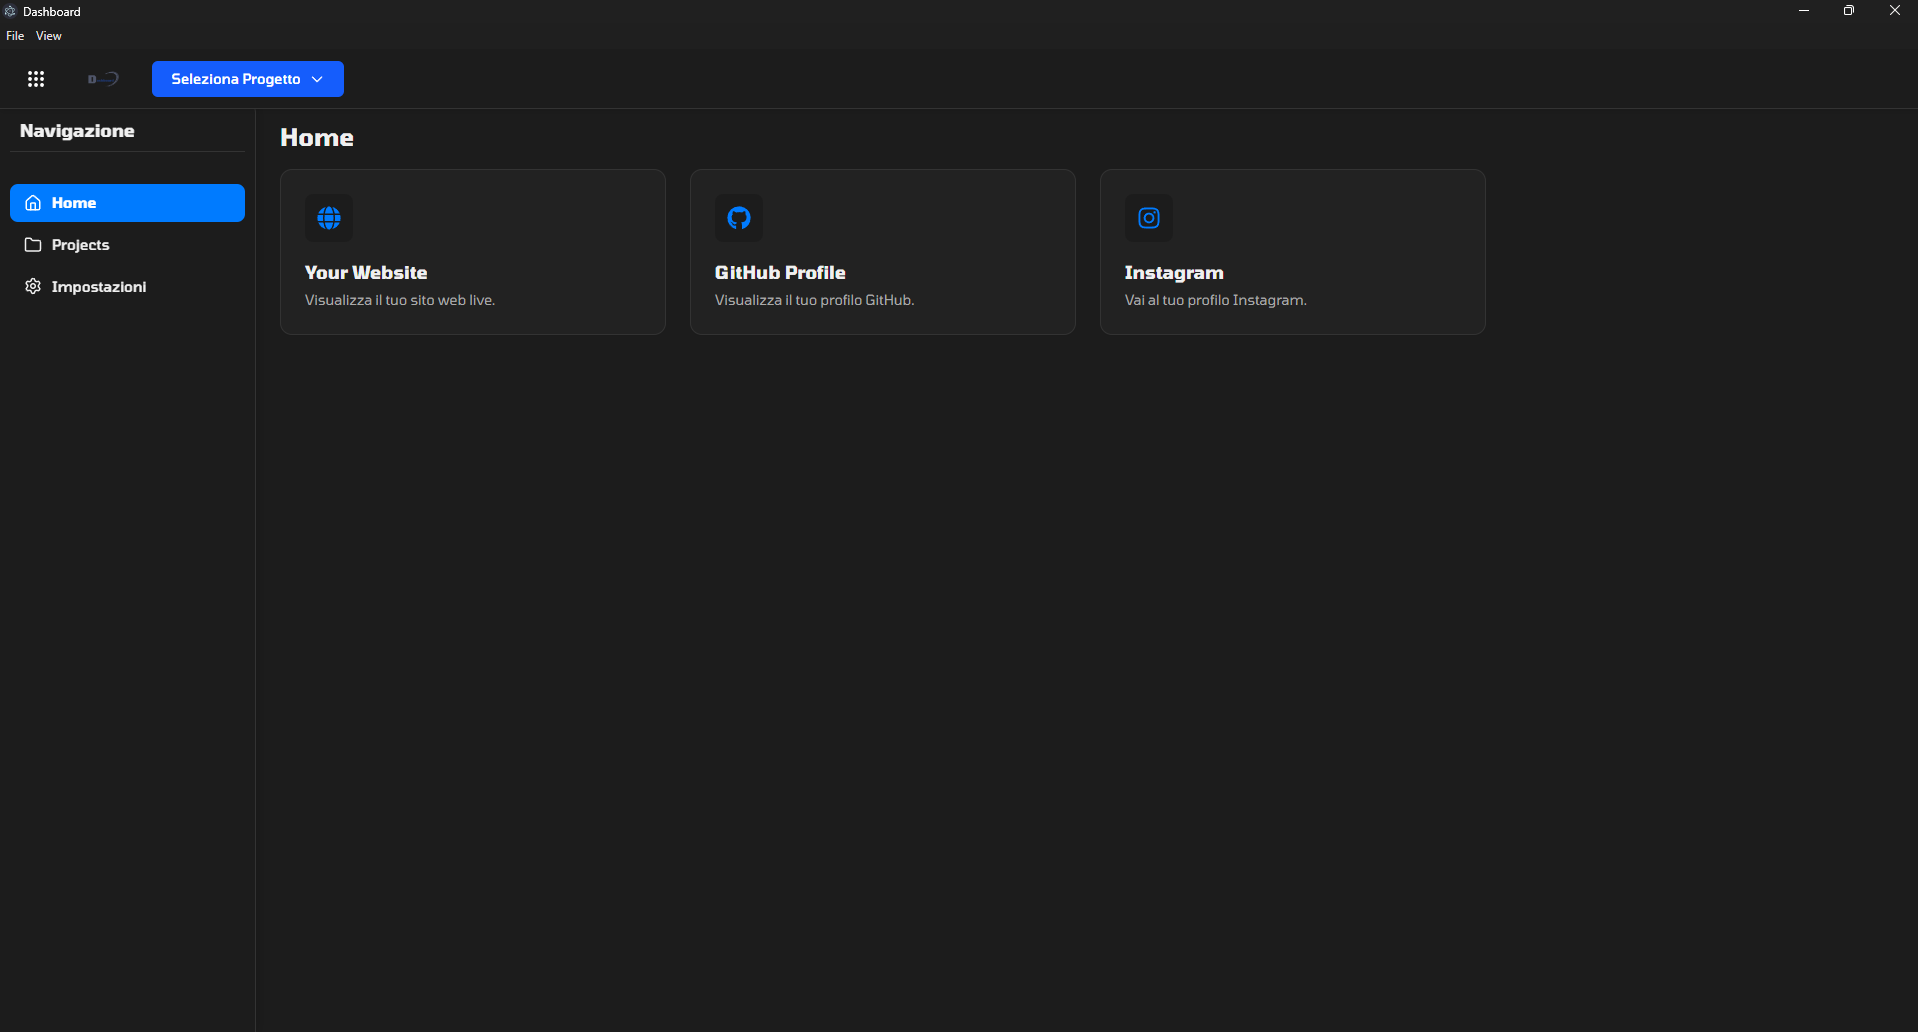 Dashboard
File View
Seleziona Progetto
Navigazione
Home
Projects
Impostazioni
Home
Your Website
Visualizza il tuo sito web live.
GitHub Profile
Visualizza il tuo profilo GitHub.
Instagram
Vai al tuo profilo Instagram.